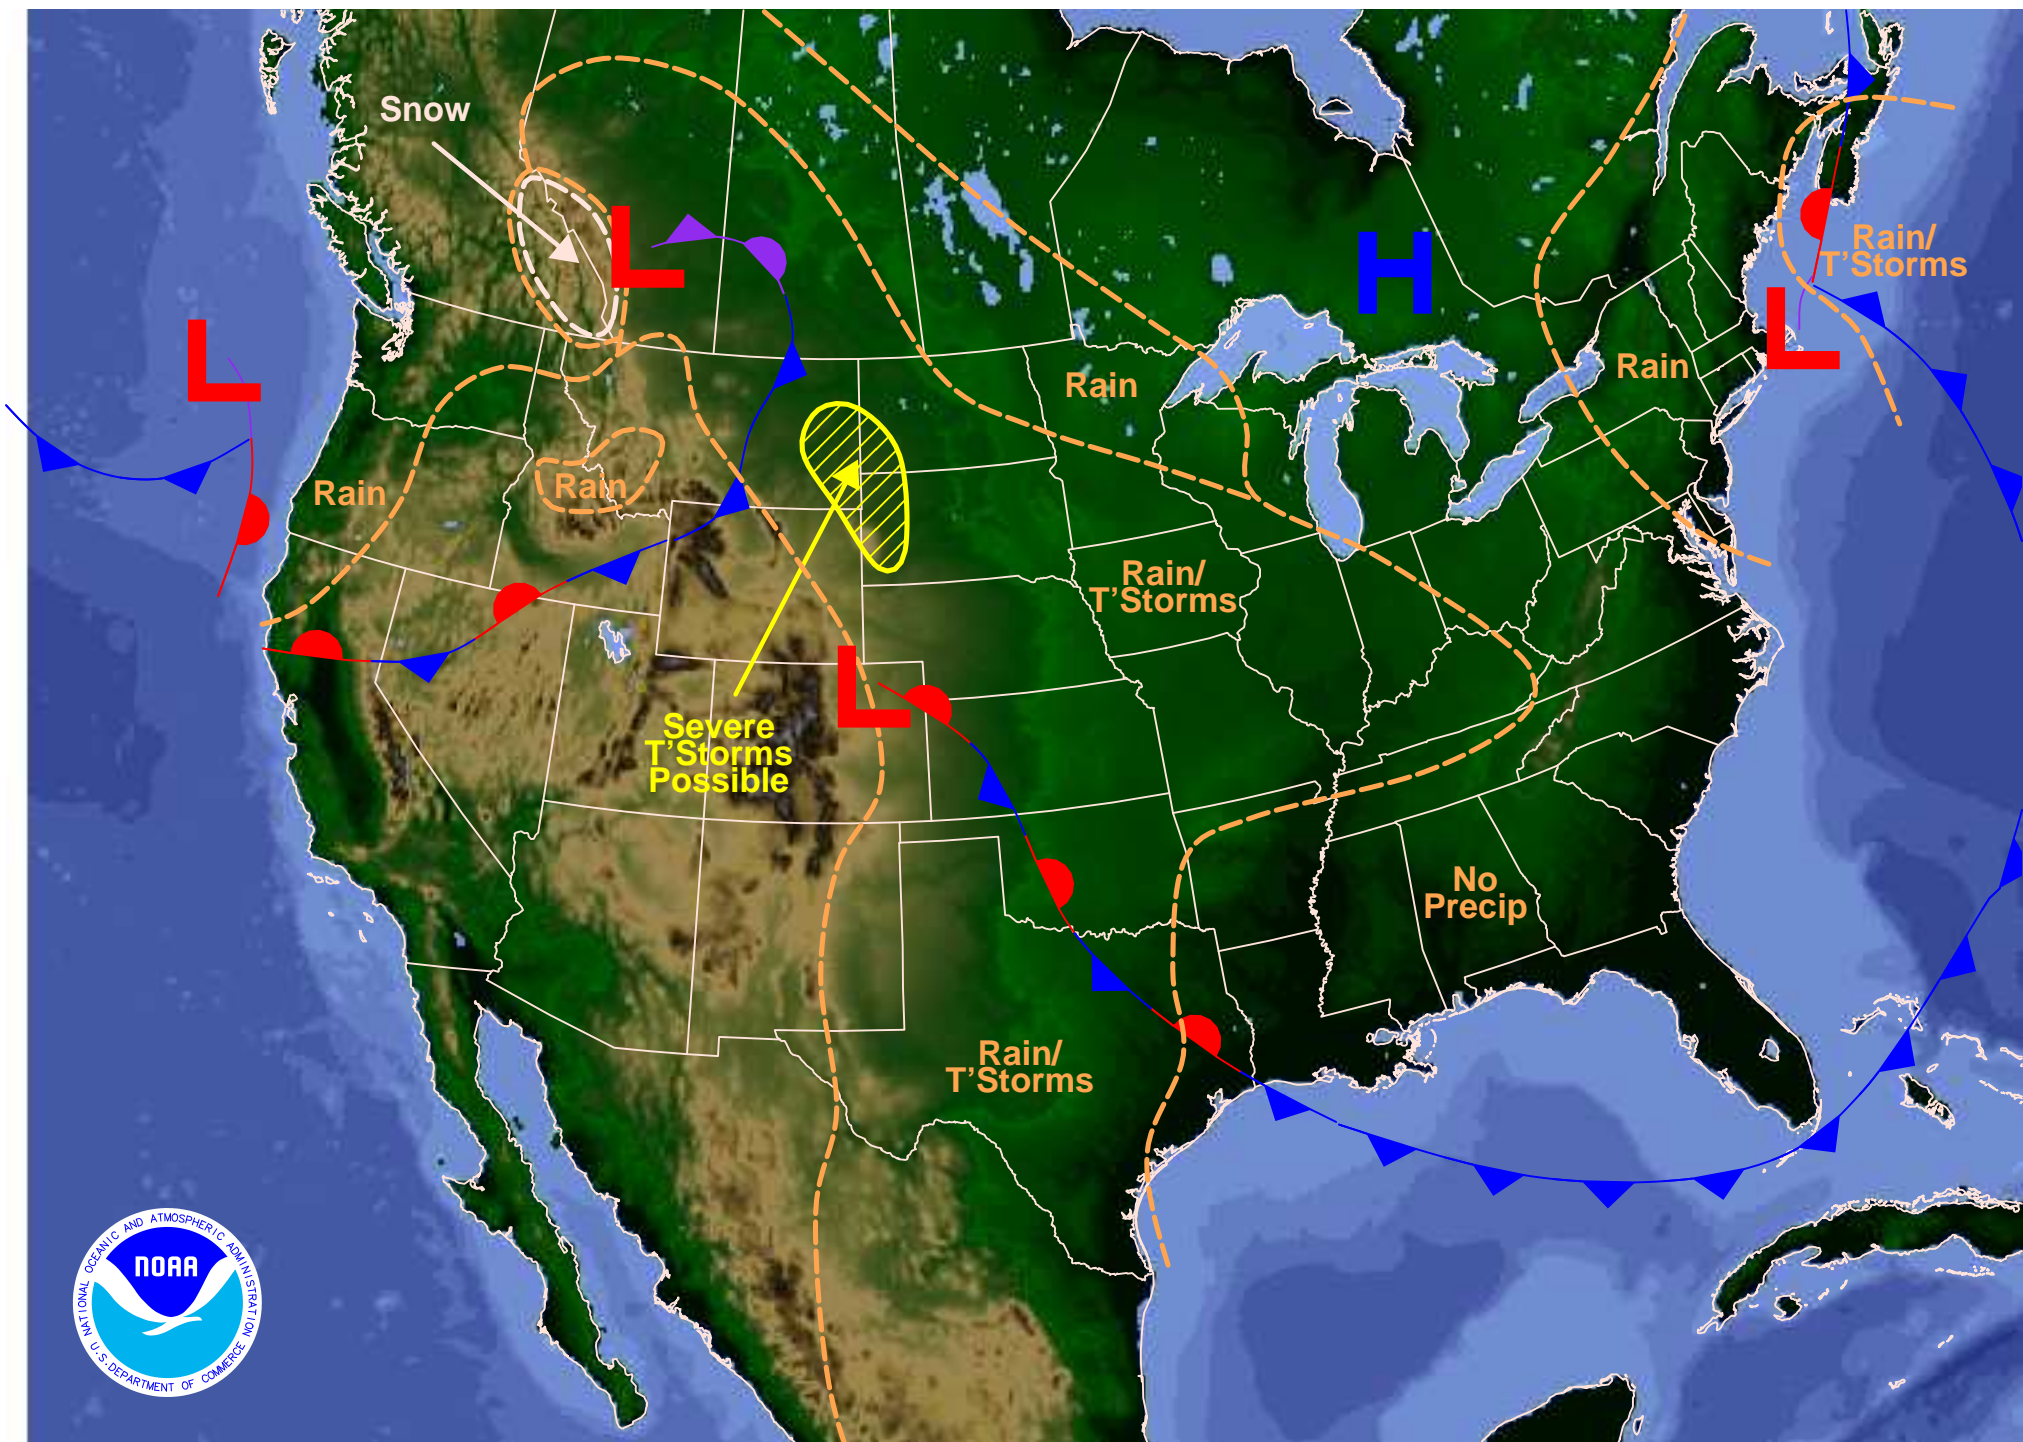 Snow
H
L
Rain/
T'Storms
L
L
Rain
Rain
Rain
Rain
Rain/
T'Storms
L
Severe
T'Storms
Possible
No
Precip
Rain/
T'Storms
NATIONAL OCEANIC AND ATMOSPHERIC ADMINISTRATION
NOAA
U.S. DEPARTMENT OF COMMERCE